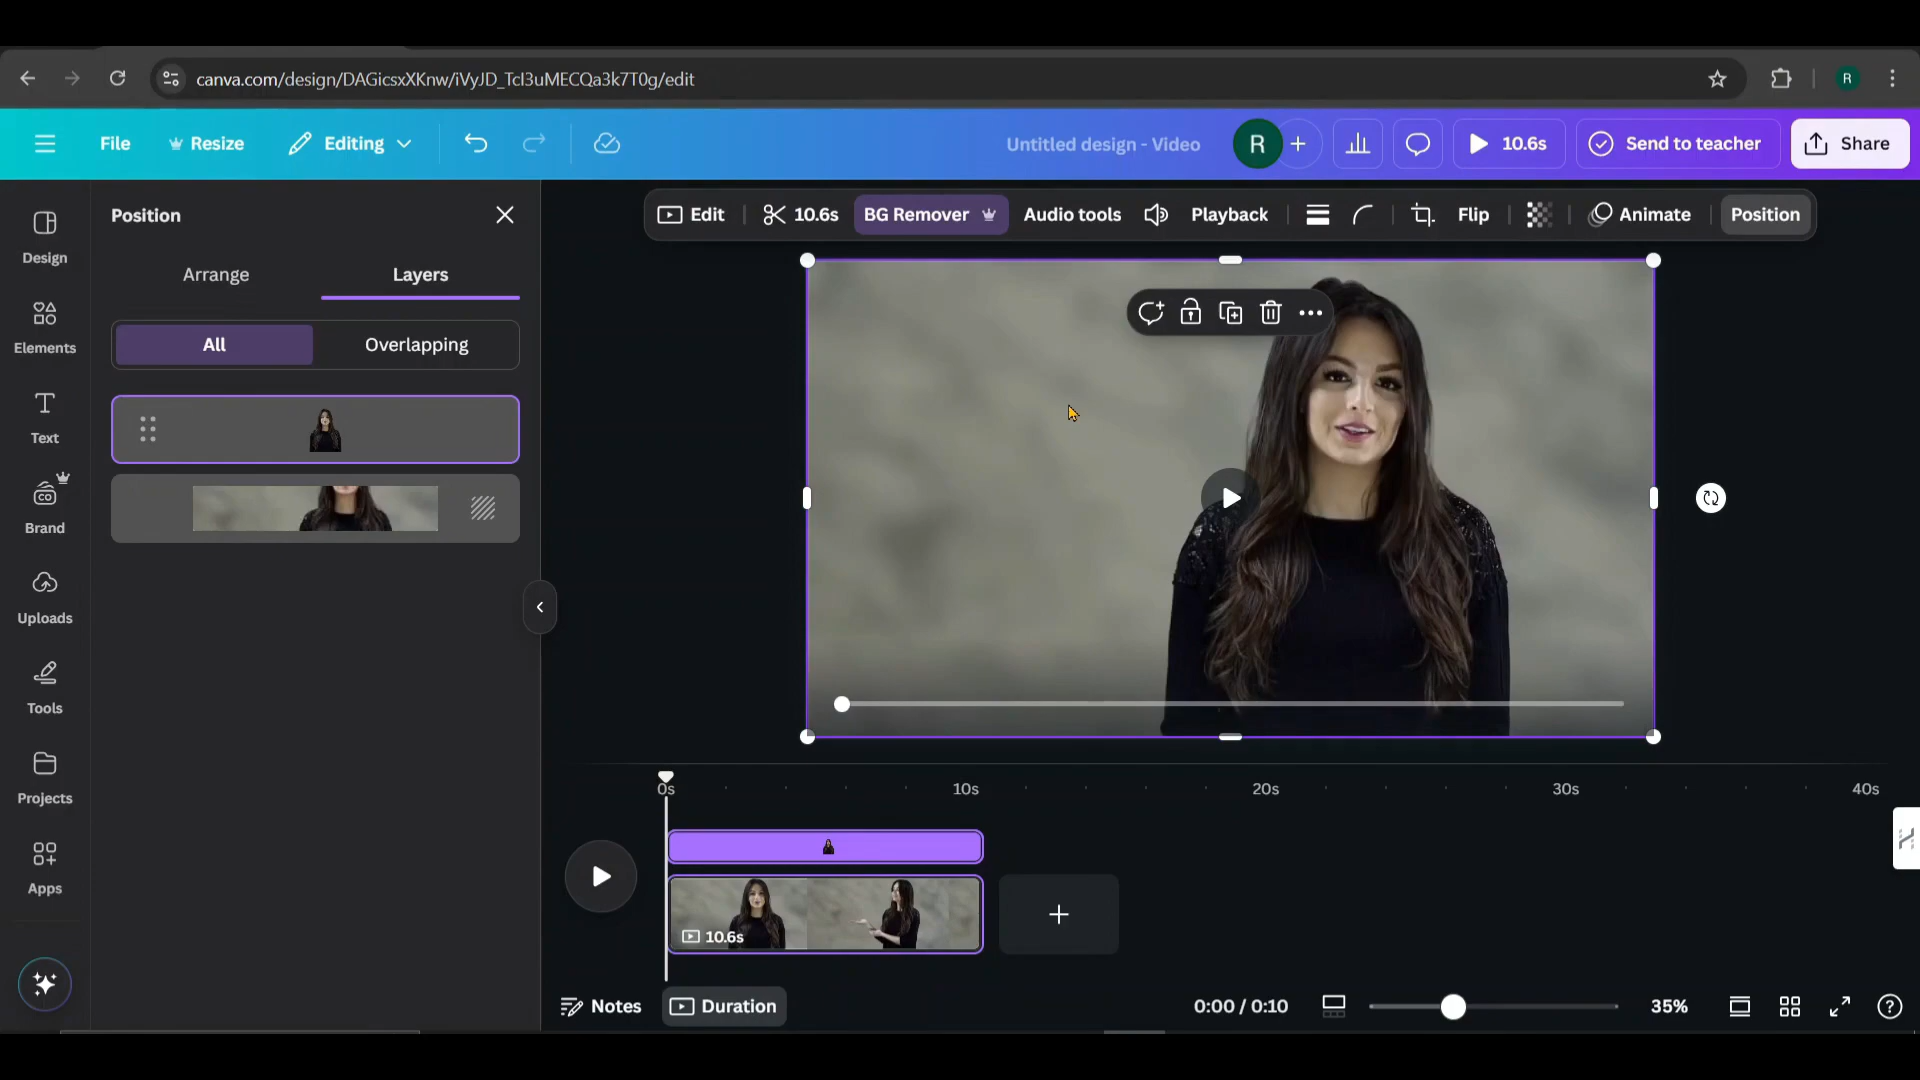 canva.com/design/DAGicsxXKnw/iVyJD_TcI3uMECQa3k7T0g/edit
R
File
Resize
Editing
Untitled design - Video
R
10.6s
Send to teacher
Share
Position
Edit
10.6s
BG Remover
Audio tools
Playback
Flip
Animate
Position
Design
Arrange
Layers
Elements
All
Overlapping
Text
Brand
CO
Uploads
Tools
Projects
Apps
0s
10s
20s
30s
40s
10.6s
Notes
Duration
0:00 / 0:10
35%